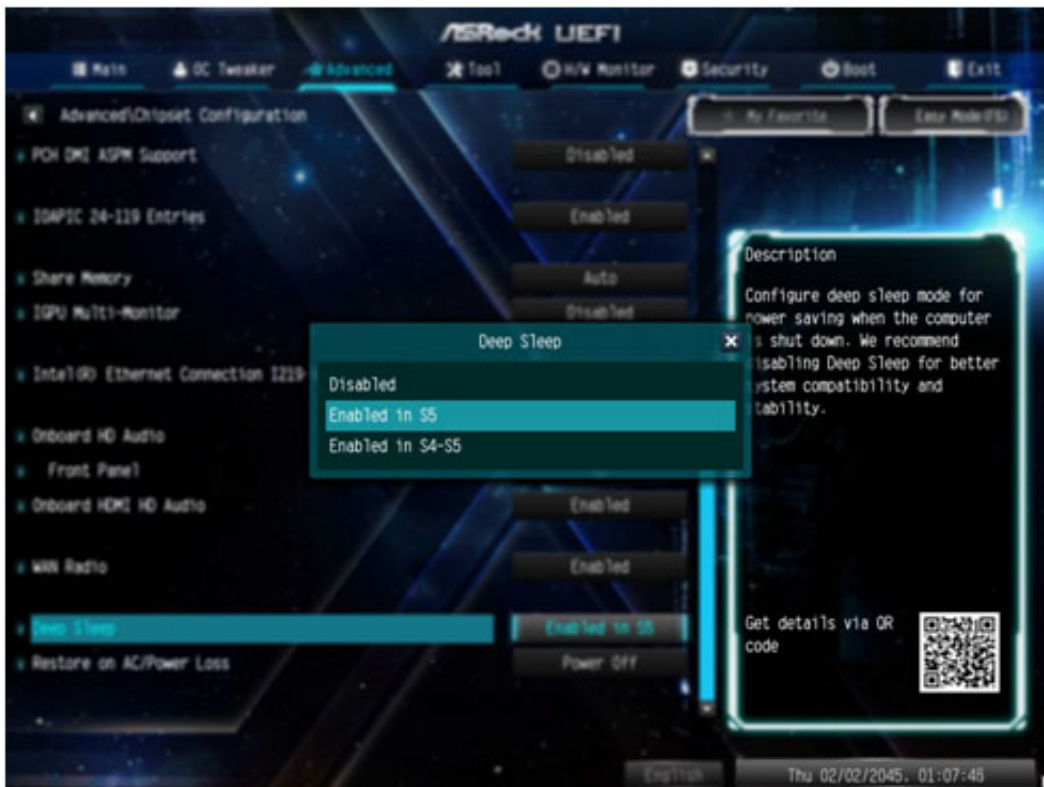 ASRock UEFI
Main OC Tweaker Advanced Tool H/W Monitor Security Boot Exit
Advanced\Chipset Configuration
My Favorite Easy Mode(F6)
PCH DMI ASPM Support Disabled
IOAPIC 24-119 Entries Enabled
Share Memory Auto
IGPU Multi-Monitor Disabled
Intel(R) Ethernet Connection I219
Onboard HD Audio
Front Panel
Onboard HDMI HD Audio Enabled
WAN Radio Enabled
Deep Sleep Enabled in S5
Restore on AC/Power Loss Power Off
Deep Sleep
Disabled
Enabled in S5
Enabled in S4-S5
Description
Configure deep sleep mode for
power saving when the computer
is shut down. We recommend
disabling Deep Sleep for better
system compatibility and
stability.
Get details via QR
code
English
Thu 02/02/2045, 01:07:46